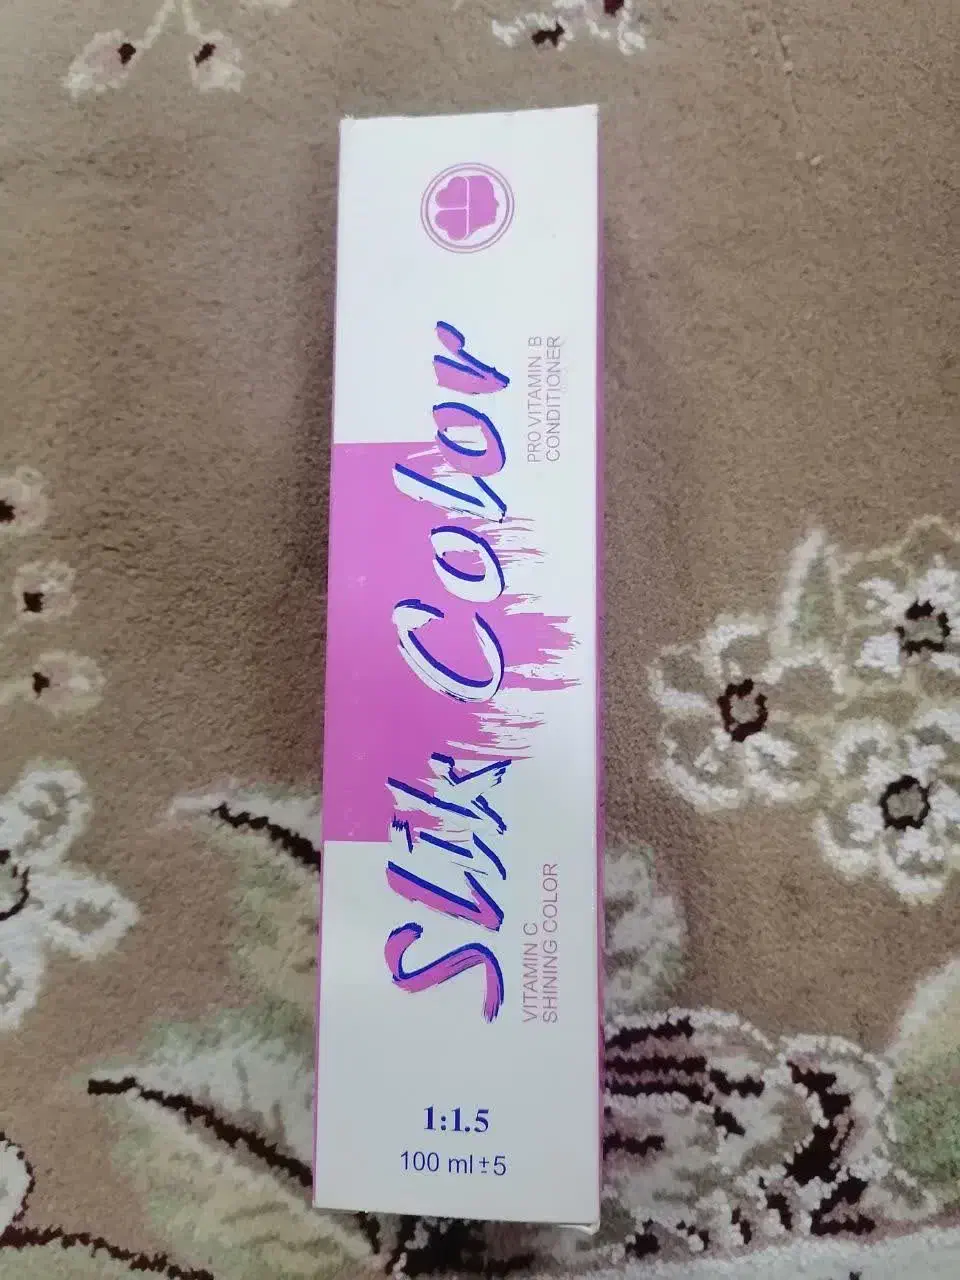 SLik Color
PRO VITAMIN B
CONDITIONER
VITAMIN C
SHINING COLOR
1:1.5
100 ml ±5